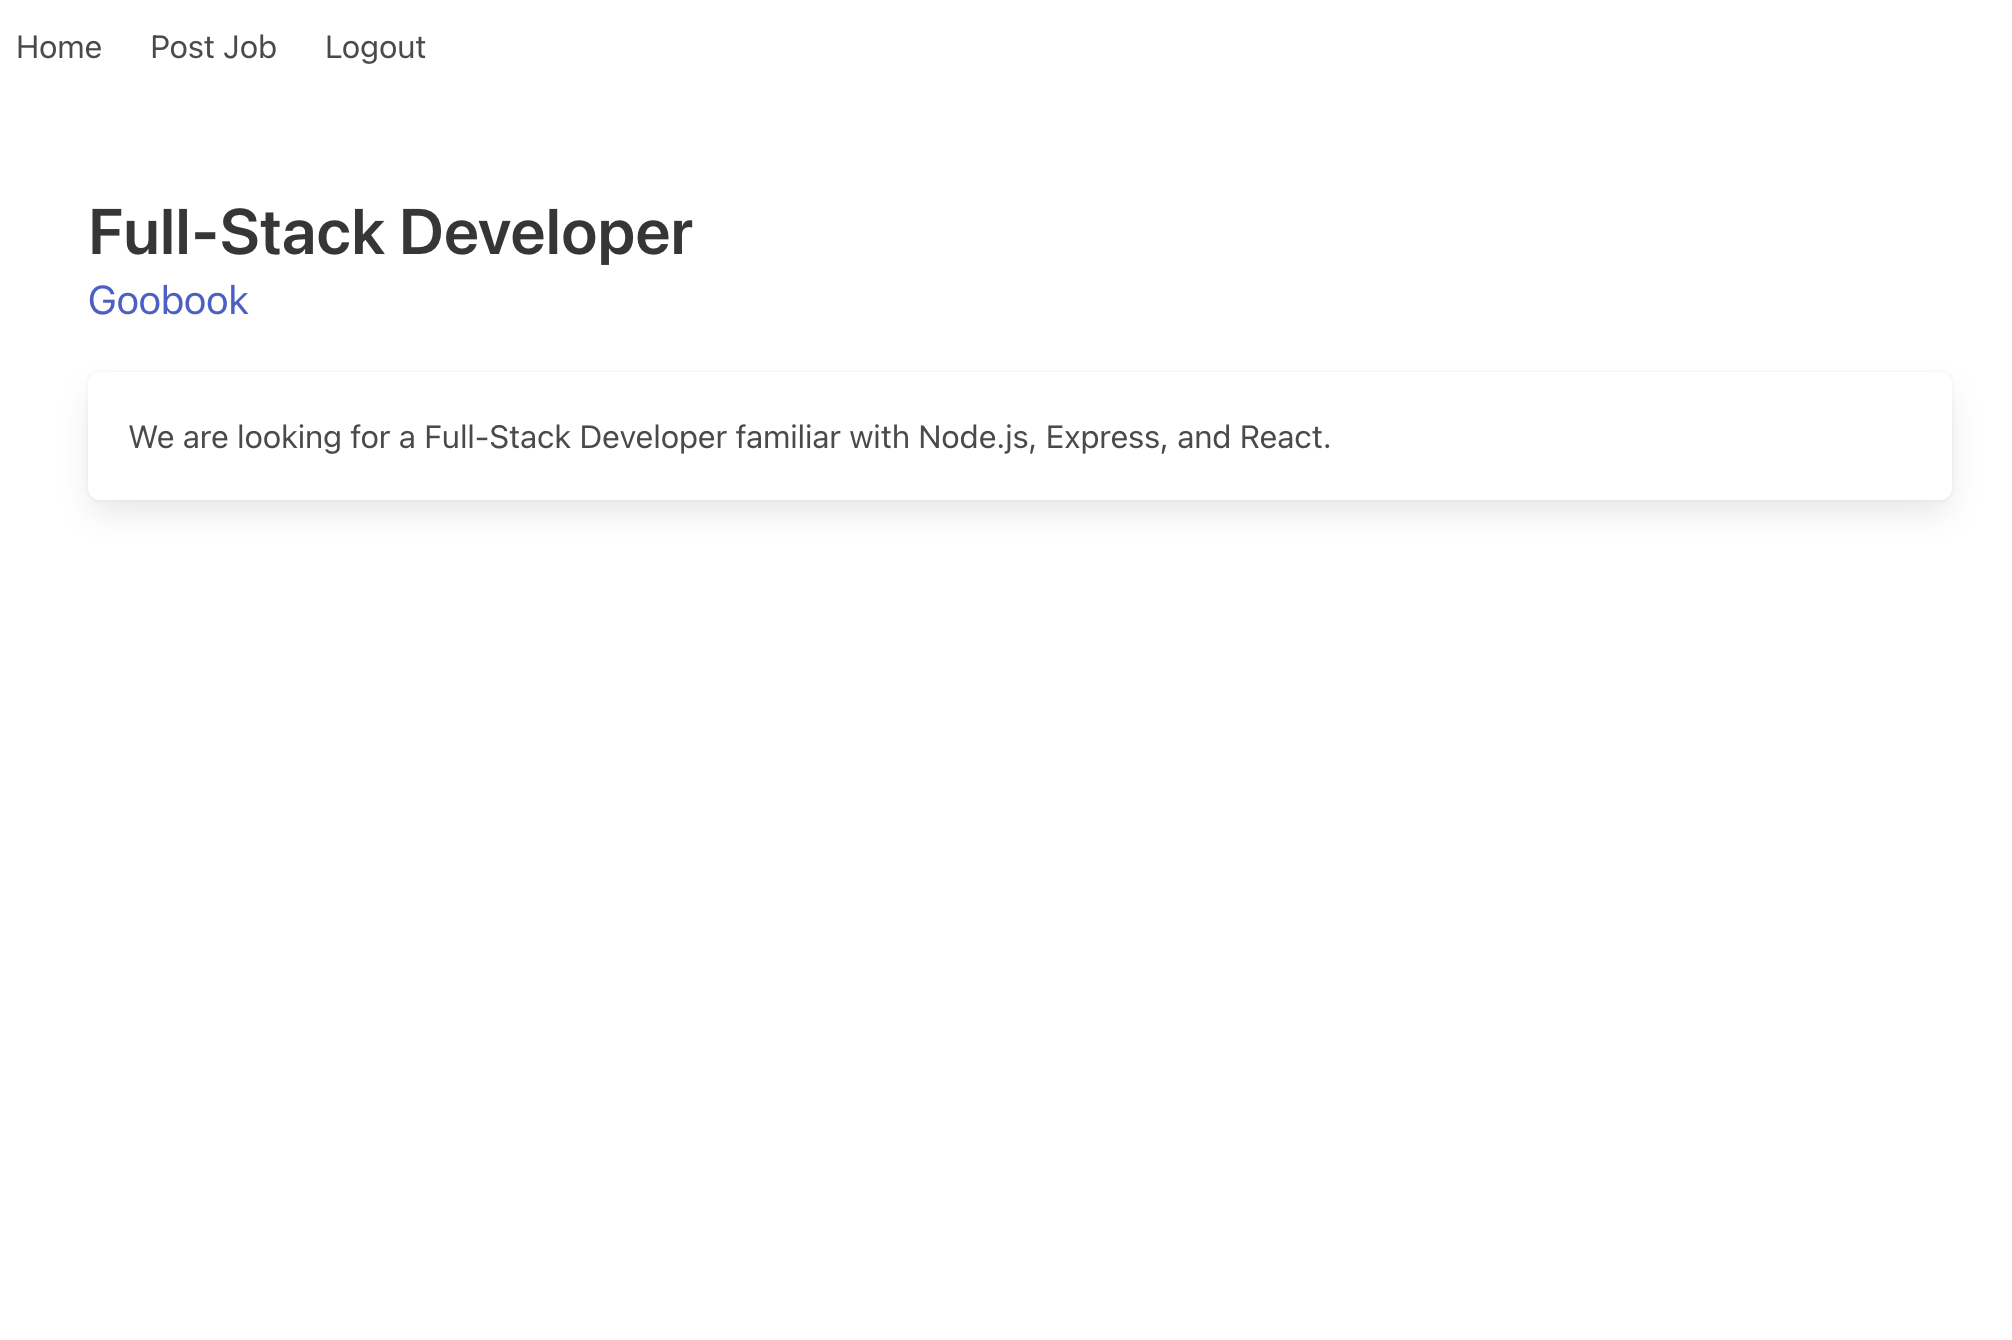 Home Post Job Logout
Full-Stack Developer
Goobook
We are looking for a Full-Stack Developer familiar with Node.js, Express, and React.